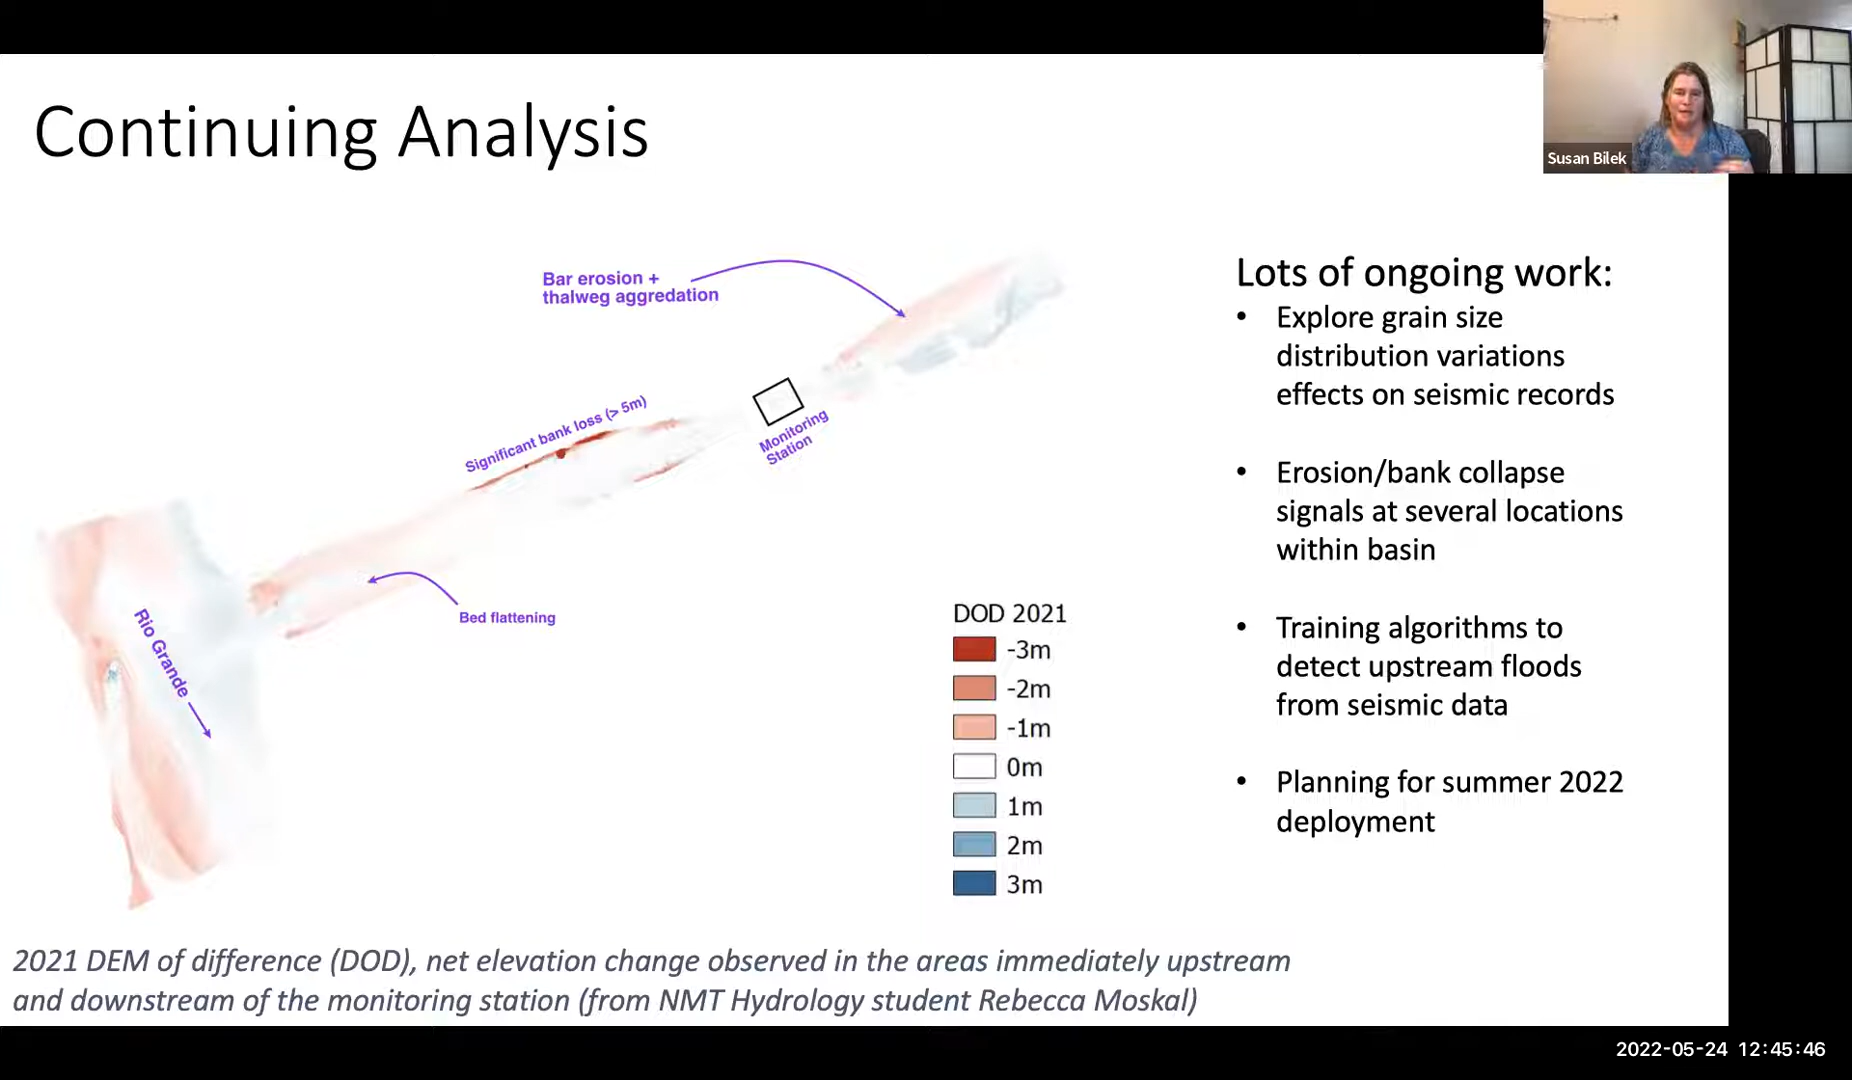 Continuing Analysis
Susan Bilek
Bar erosion +
thalweg aggredation
Significant bank loss (> 5m)
Monitoring
Station
Bed flattening
Rio Grande
DOD 2021
-3m
-2m
-1m
0m
1m
2m
3m
Lots of ongoing work:
• Explore grain size
distribution variations
effects on seismic records
• Erosion/bank collapse
signals at several locations
within basin
• Training algorithms to
detect upstream floods
from seismic data
• Planning for summer 2022
deployment
2021 DEM of difference (DOD), net elevation change observed in the areas immediately upstream
and downstream of the monitoring station (from NMT Hydrology student Rebecca Moskal)
2022-05-24 12:45:46